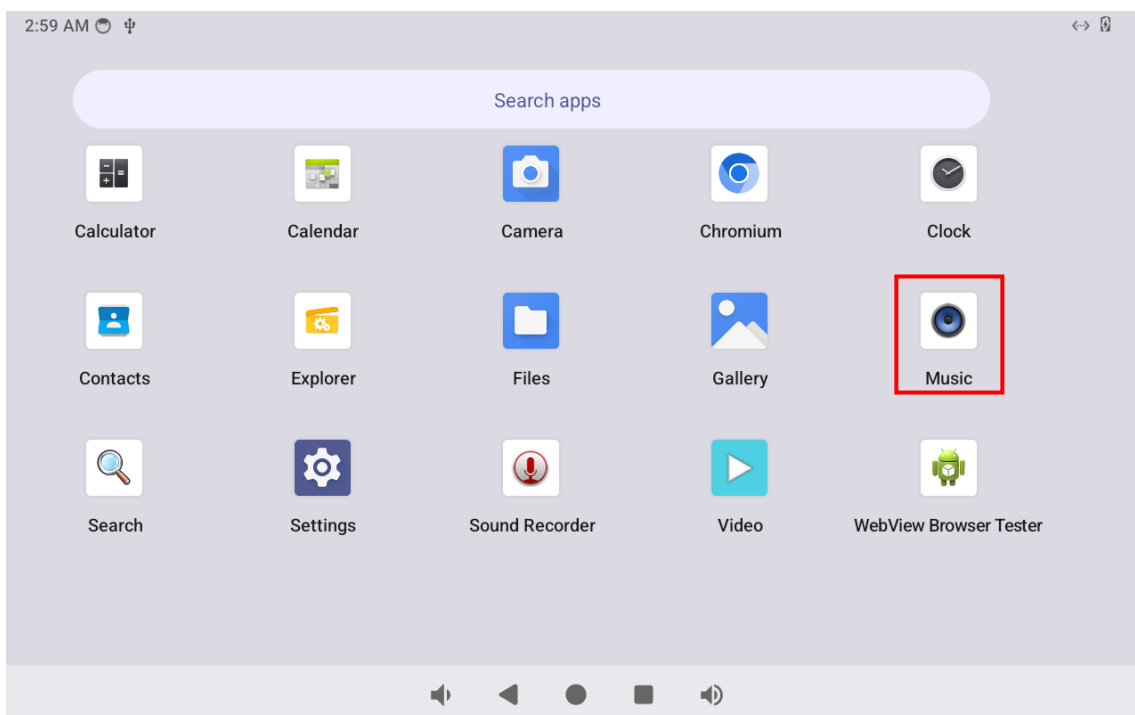 2:59 AM
Search apps
Calculator
Calendar
Camera
Chromium
Clock
Contacts
Explorer
Files
Gallery
Music
Search
Settings
Sound Recorder
Video
WebView Browser Tester